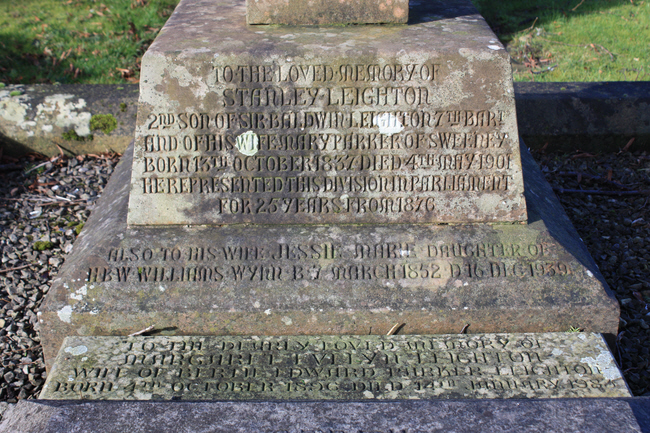 TO THE LOVED MEMORY OF
STANLEY LEIGHTON
2ND SON OF SIR BALDWIN LEIGHTON 7TH BART
AND OF HIS WIFE MARY PARKER OF SWEENEY
BORN 13TH OCTOBER 1837 DIED 4TH MAY 1901
HE REPRESENTED THIS DIVISION IN PARLIAMENT
FOR 25 YEARS FROM 1876
ALSO TO HIS WIFE JESSIE MARIE DAUGHTER OF
H.B.W. WILLIAMS-WYNN B. 7 MARCH 1852 D 16 DEC 1939
TO THE DEARLY LOVED MEMORY OF
MARGARET EVELYN LEIGHTON
WIFE OF BERTIE EDWARD PARKER LEIGHTON
BORN 4TH OCTOBER 1896 DIED 14TH JANUARY